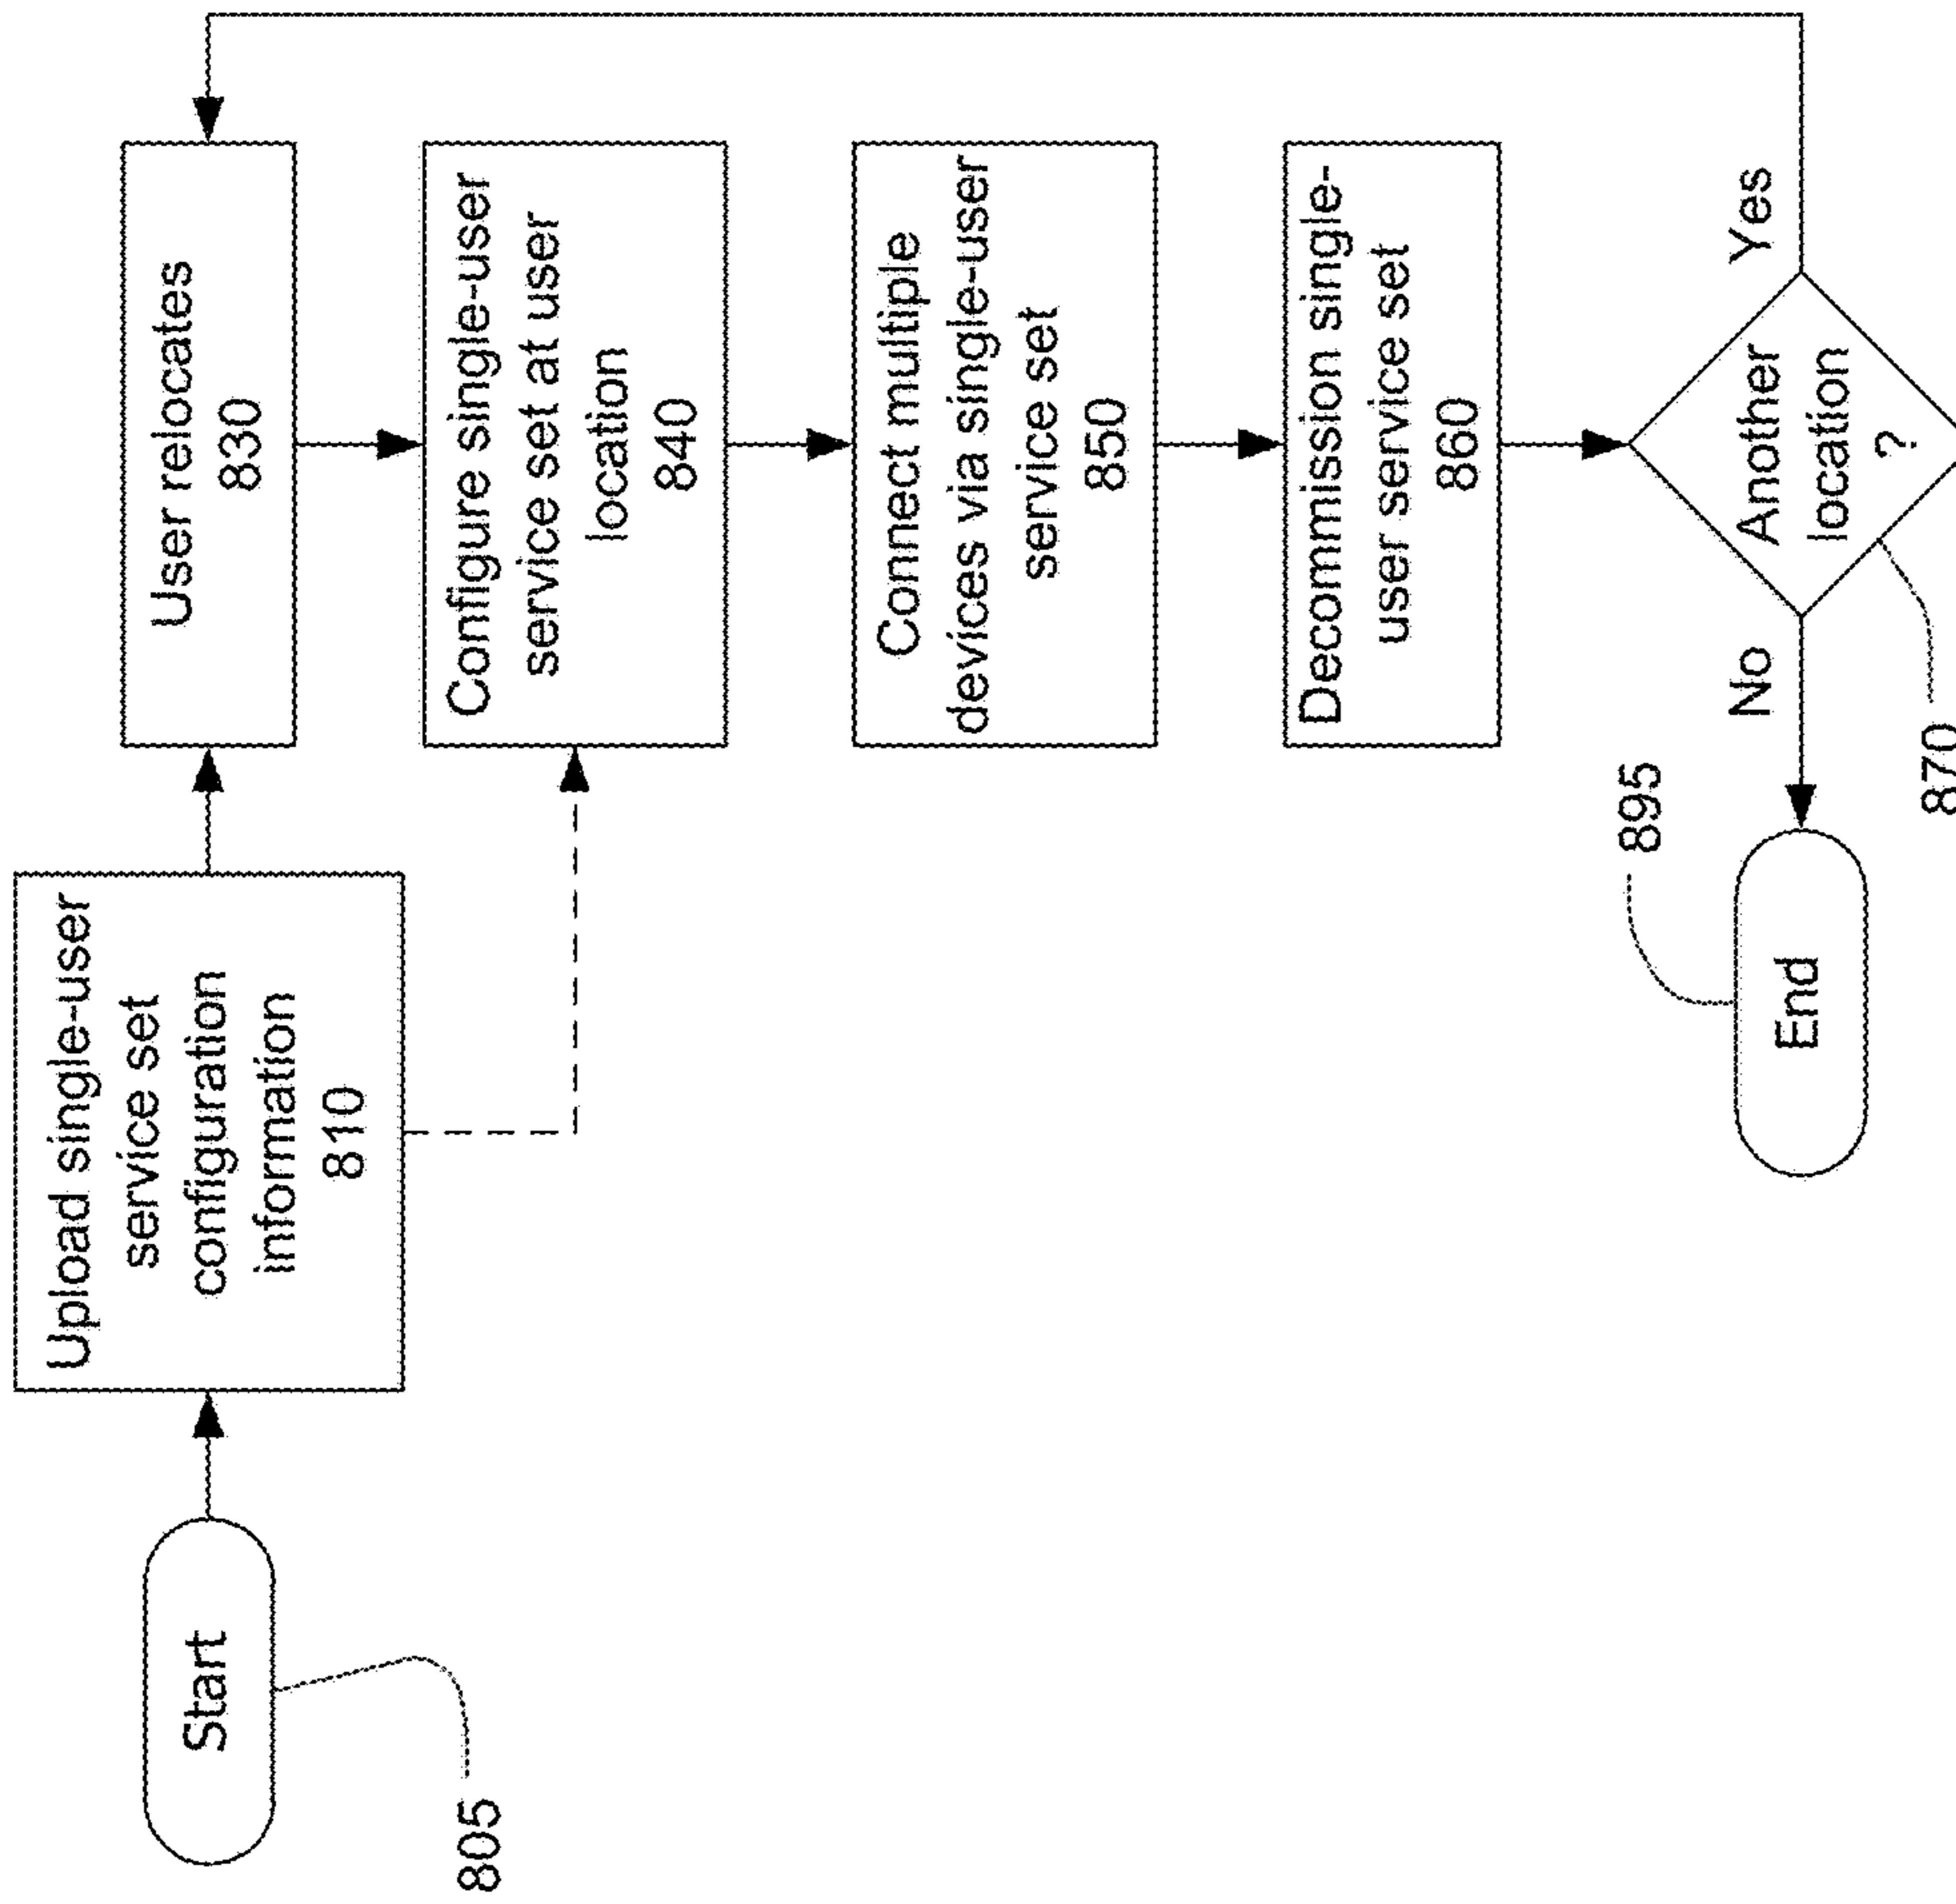 Start
805
Upload single-user
service set
configuration
information
810
User relocates
830
Configure single-user
service set at user
location
840
Connect multiple
devices via single-user
service set
850
Decommission single-
user service set
860
Another
location
?
Yes
No
870
End
895